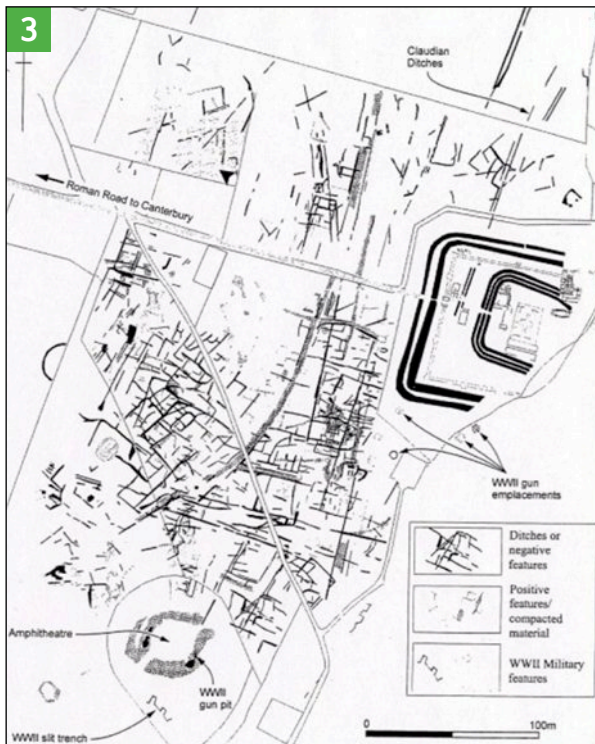 3
Claudian
Ditches
Roman Road to Canterbury
WWII gun
emplacements
Ditches or
negative
features
Positive
features/
compacted
material
WWII Military
features
Amphitheatre
WWII
gun pit
WWII slit trench
0
100m